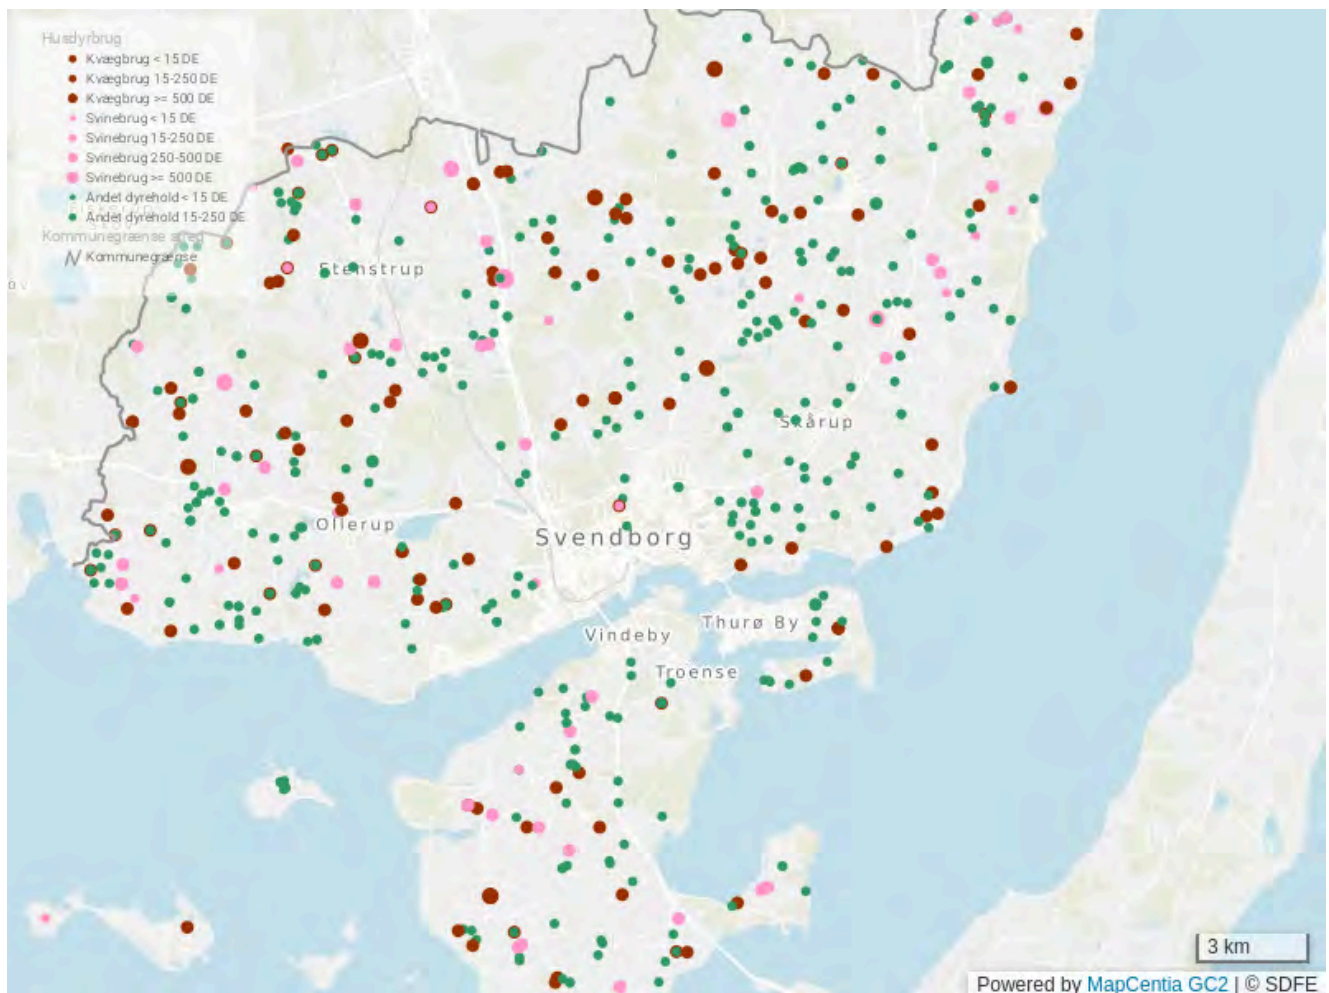 Husdyrbrug
Kvægbrug < 15 DE
Kvægbrug 15-250 DE
Kvægbrug >= 500 DE
Svinebrug < 15 DE
Svinebrug 15-250 DE
Svinebrug 250-500 DE
Svinebrug >= 500 DE
Andet dyrehold < 15 DE
Andet dyrehold 15-250 DE
Kommunegrænse
Stenstrup
Skårup
Ollerup
Svendborg
Vindeby
Thurø By
Troense
3 km
Powered by MapCentia GC2 | © SDFE